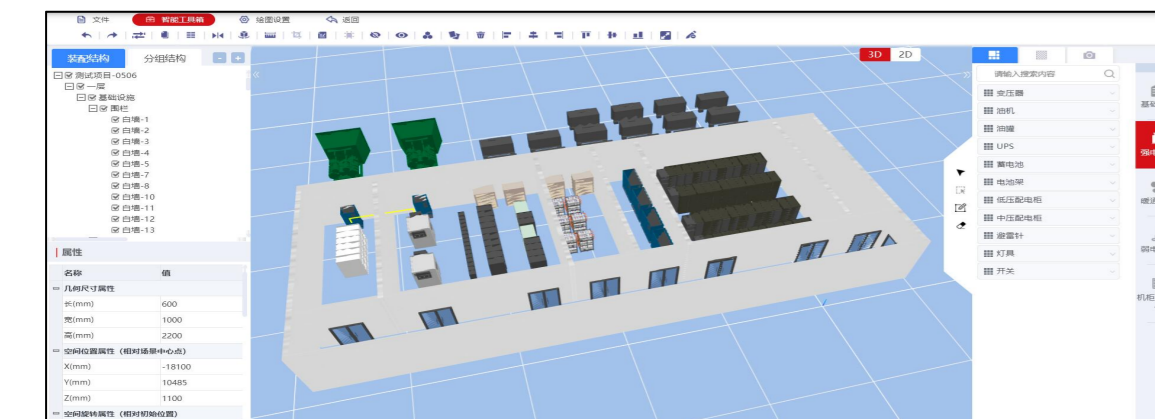 文件 智能工具箱 绘图设置 返回
装配结构 分组结构
3D 2D
测试项目-0506
一层
基础设施
围栏
白墙-1
白墙-2
白墙-3
白墙-4
白墙-5
白墙-7
白墙-8
白墙-10
白墙-11
白墙-12
白墙-13
属性
名称 值
几何尺寸属性
长(mm) 600
宽(mm) 1000
高(mm) 2200
空间位置属性（相对场景中心点）
X(mm) -18100
Y(mm) 10485
Z(mm) 1100
空间旋转属性（相对初始位置）
请输入搜索内容
变压器
油机
油罐
UPS
蓄电池
电池架
低压配电柜
中压配电柜
避雷针
灯具
开关
基础
强电
暖通
弱电
机柜